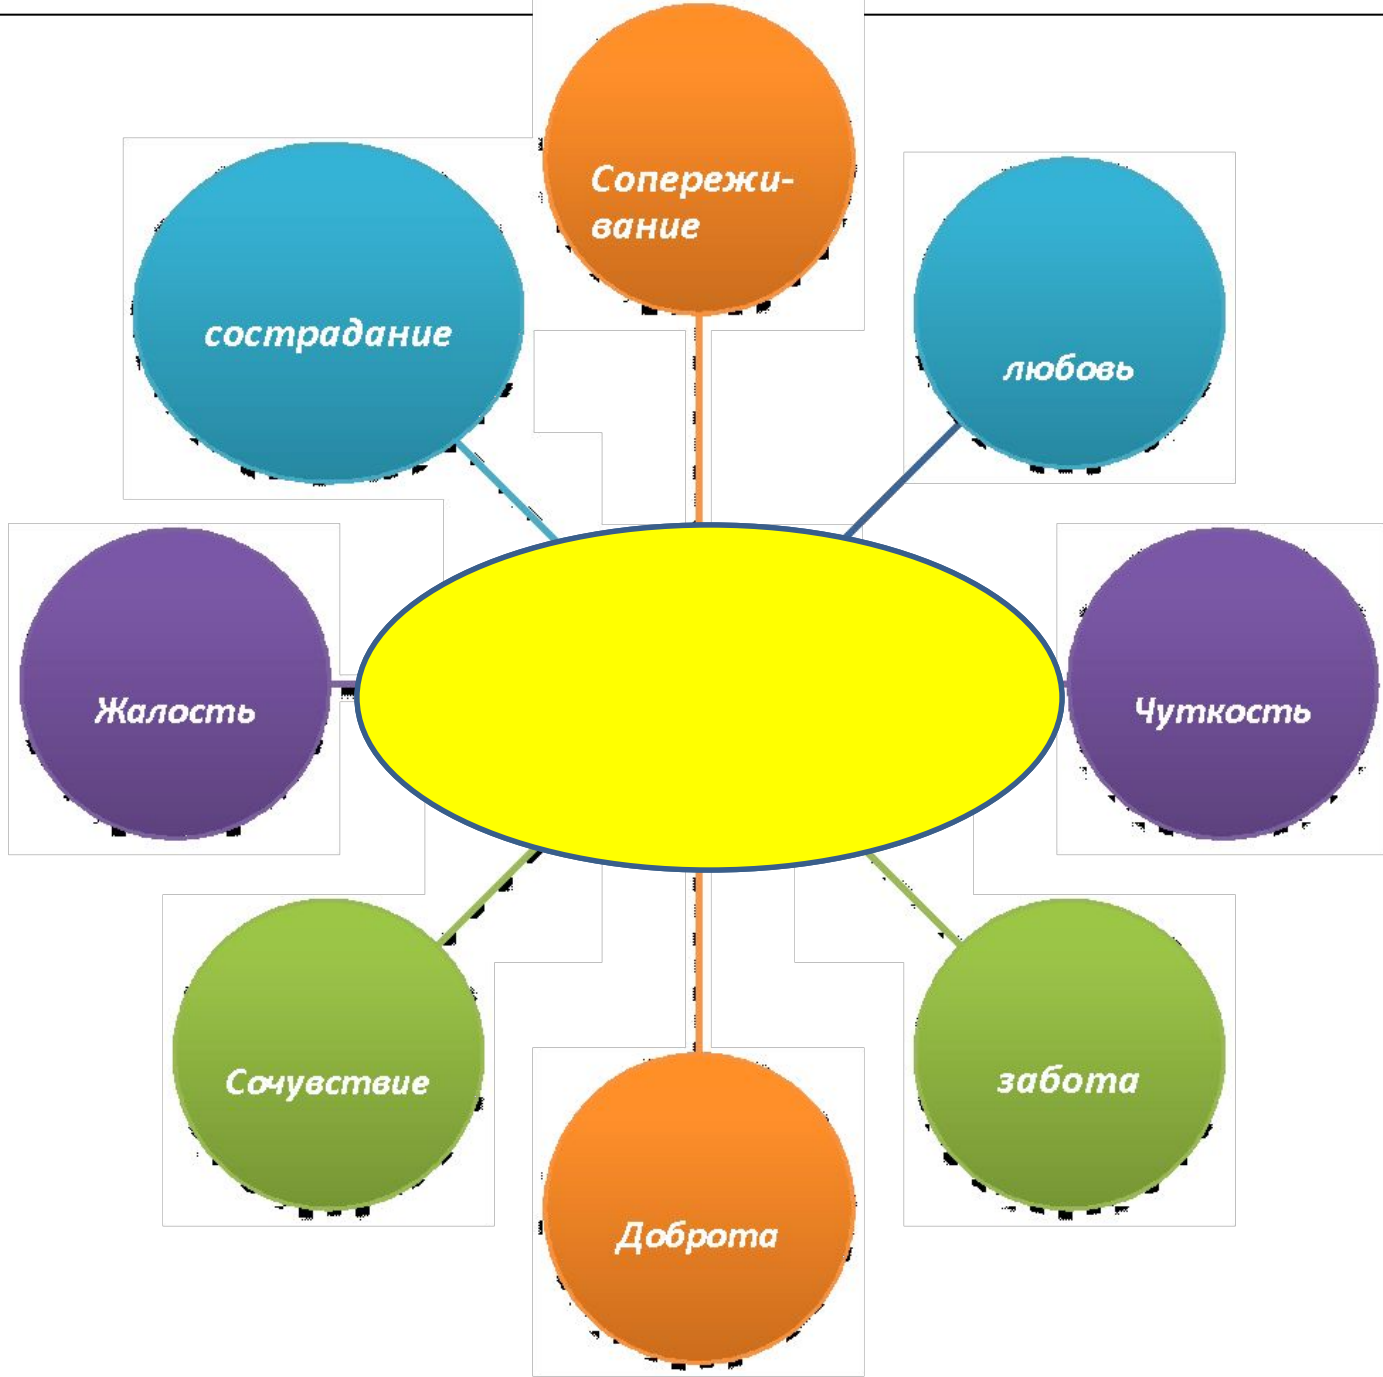 Сопережи-
вание
сострадание
любовь
Жалость
Чуткость
Сочувствие
забота
Доброта